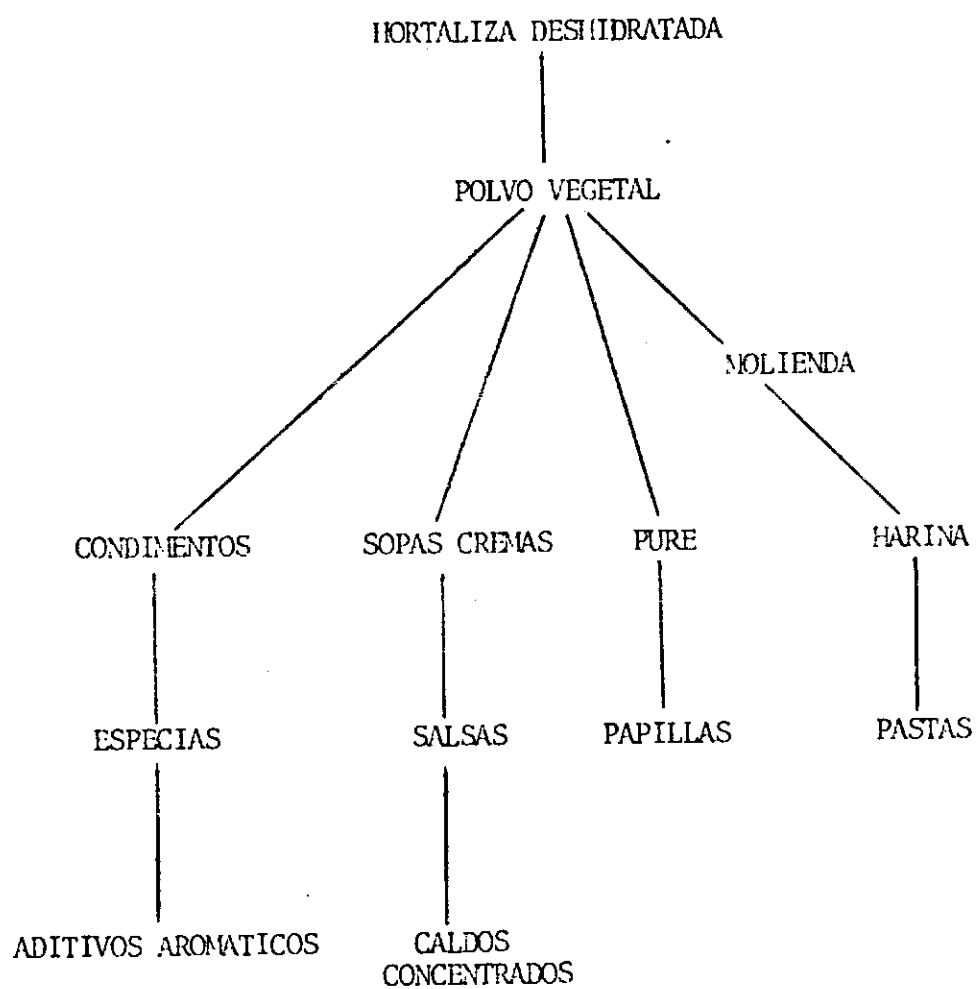 HORTALIZA DESHIDRATADA
POLVO VEGETAL
MOLIENDA
CONDIMENTOS SOPAS CREMAS PURE HARINA
ESPECIAS SALSAS PAPILLAS PASTAS
ADITIVOS AROMATICOS CALDOS
CONCENTRADOS